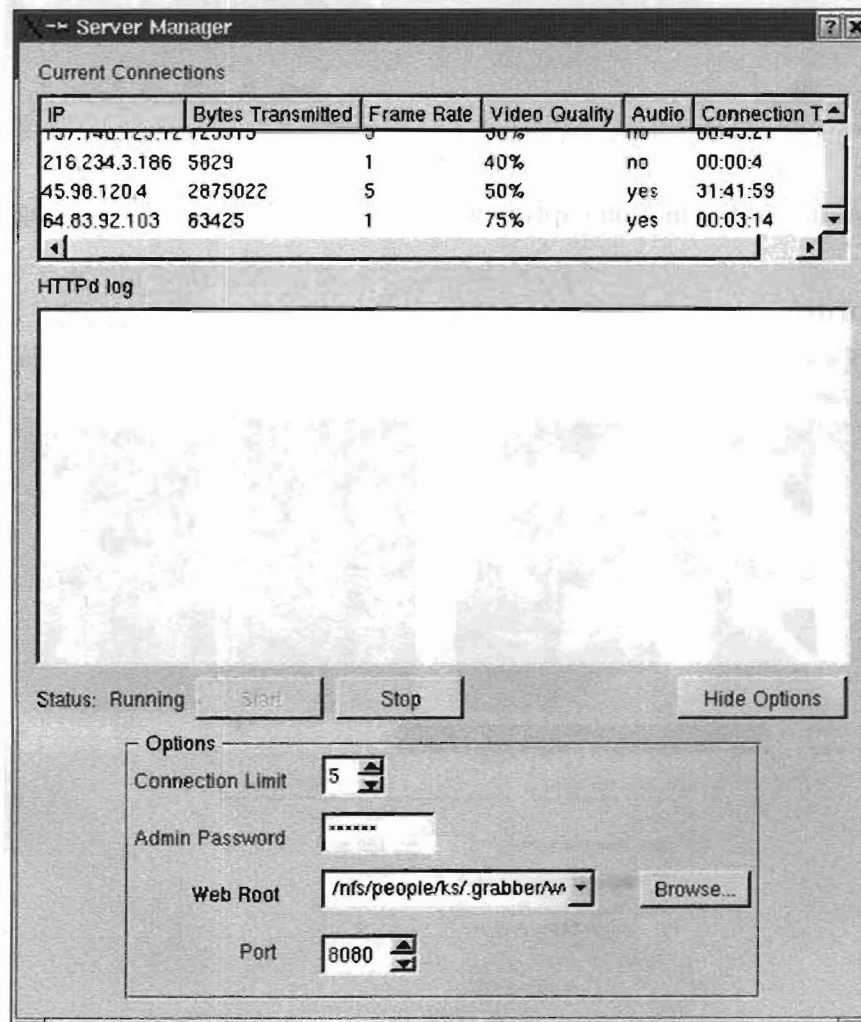 Server Manager
Current Connections
IP Bytes Transmitted Frame Rate Video Quality Audio Connection T
216.234.3.186 5829 1 40% no 00:00:4
45.98.120.4 2875022 5 50% yes 31:41:59
64.83.92.103 63425 1 75% yes 00:03:14
HTTPd log
Status: Running Start Stop Hide Options
Options
Connection Limit 5
Admin Password ******
Web Root /nfs/people/ks/.grabber/w Browse...
Port 8080